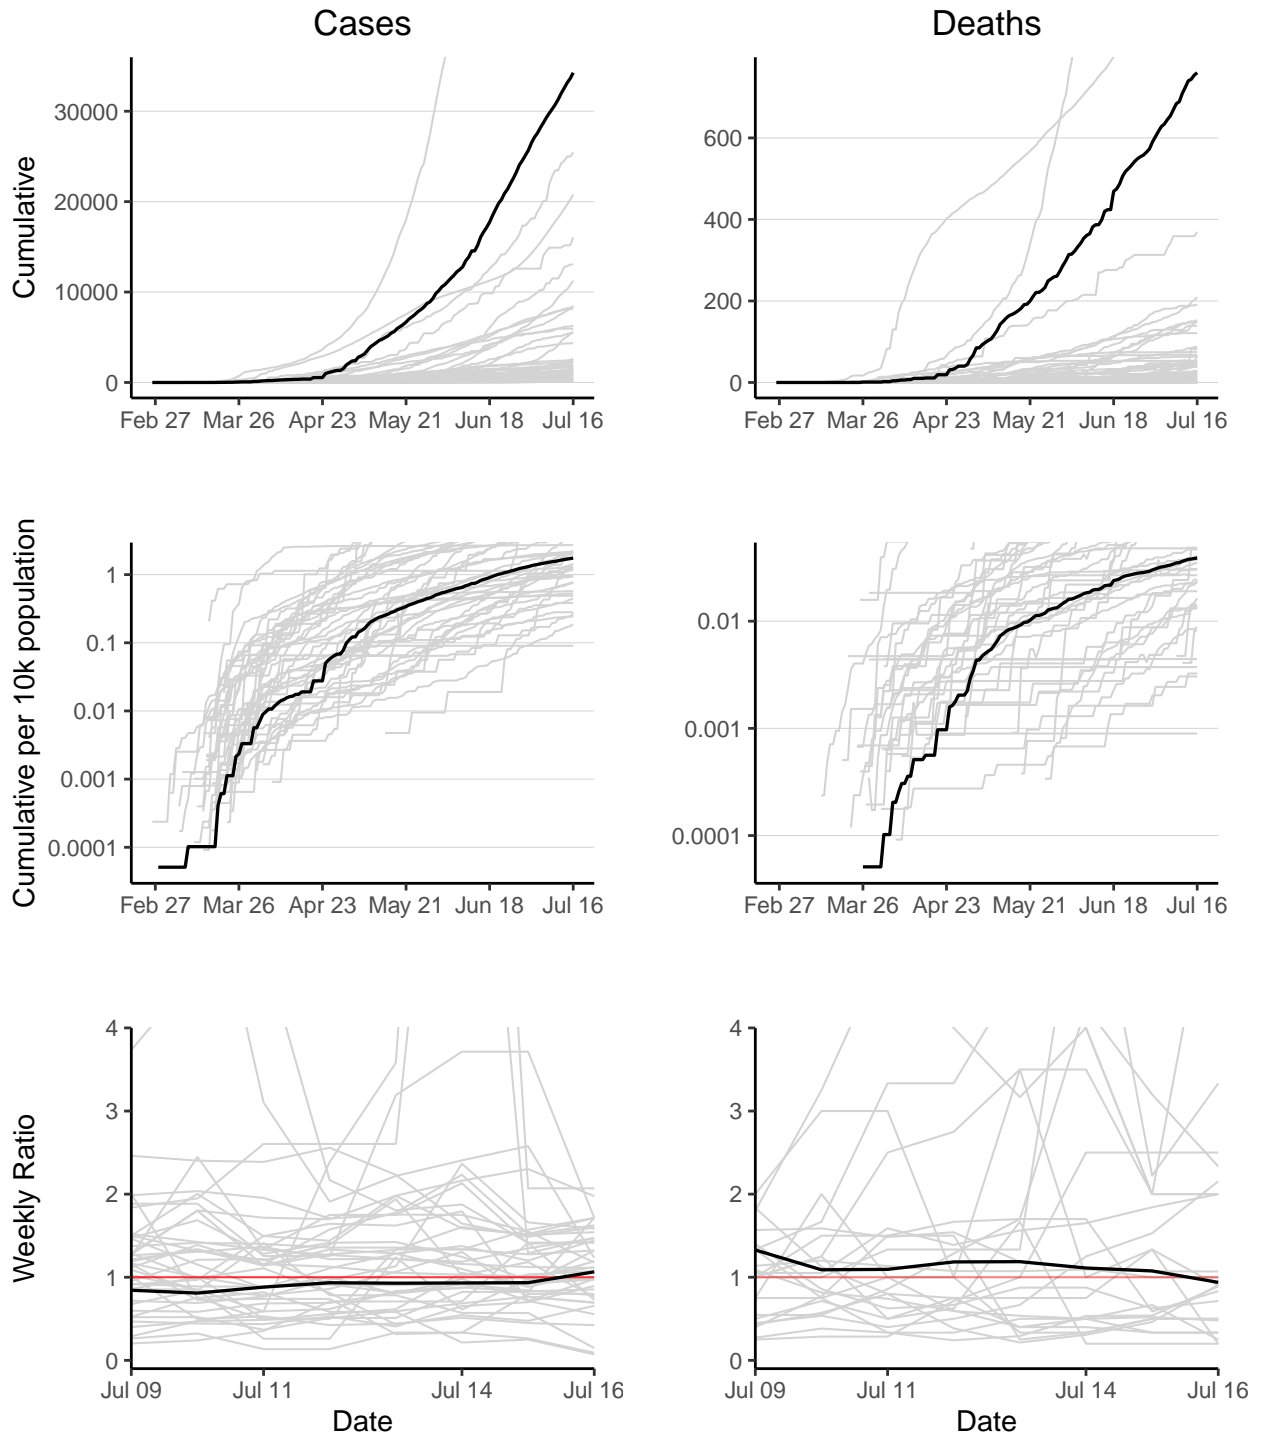 Cases
Deaths
Cumulative
30000
20000
10000
0
Feb 27 Mar 26 Apr 23 May 21 Jun 18 Jul 16
600
400
200
0
Feb 27 Mar 26 Apr 23 May 21 Jun 18 Jul 16
Cumulative per 10k population
1
0.1
0.01
0.001
0.0001
Feb 27 Mar 26 Apr 23 May 21 Jun 18 Jul 16
0.01
0.001
0.0001
Feb 27 Mar 26 Apr 23 May 21 Jun 18 Jul 16
Weekly Ratio
4
3
2
1
0
Jul 09 Jul 11 Jul 14 Jul 16
Date
4
3
2
1
0
Jul 09 Jul 11 Jul 14 Jul 16
Date